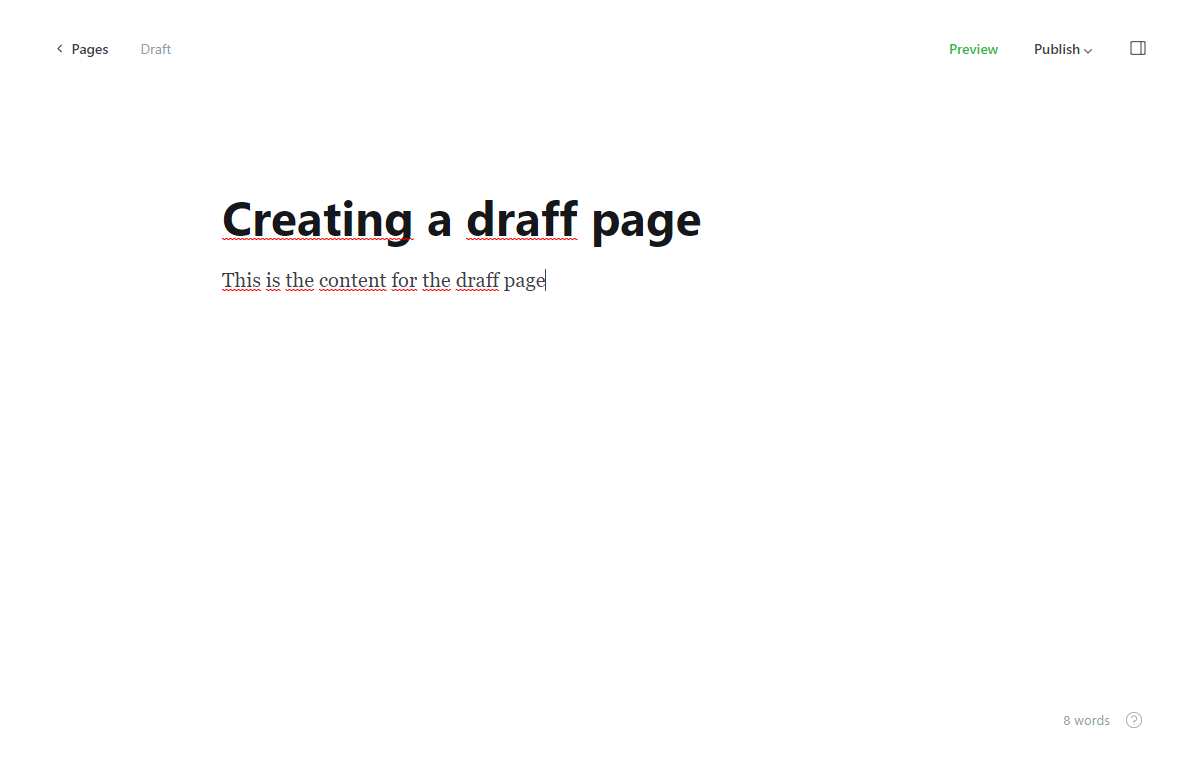 Pages
Draft
Preview
Publish
Creating a draff page
This is the content for the draff page
8 words
?